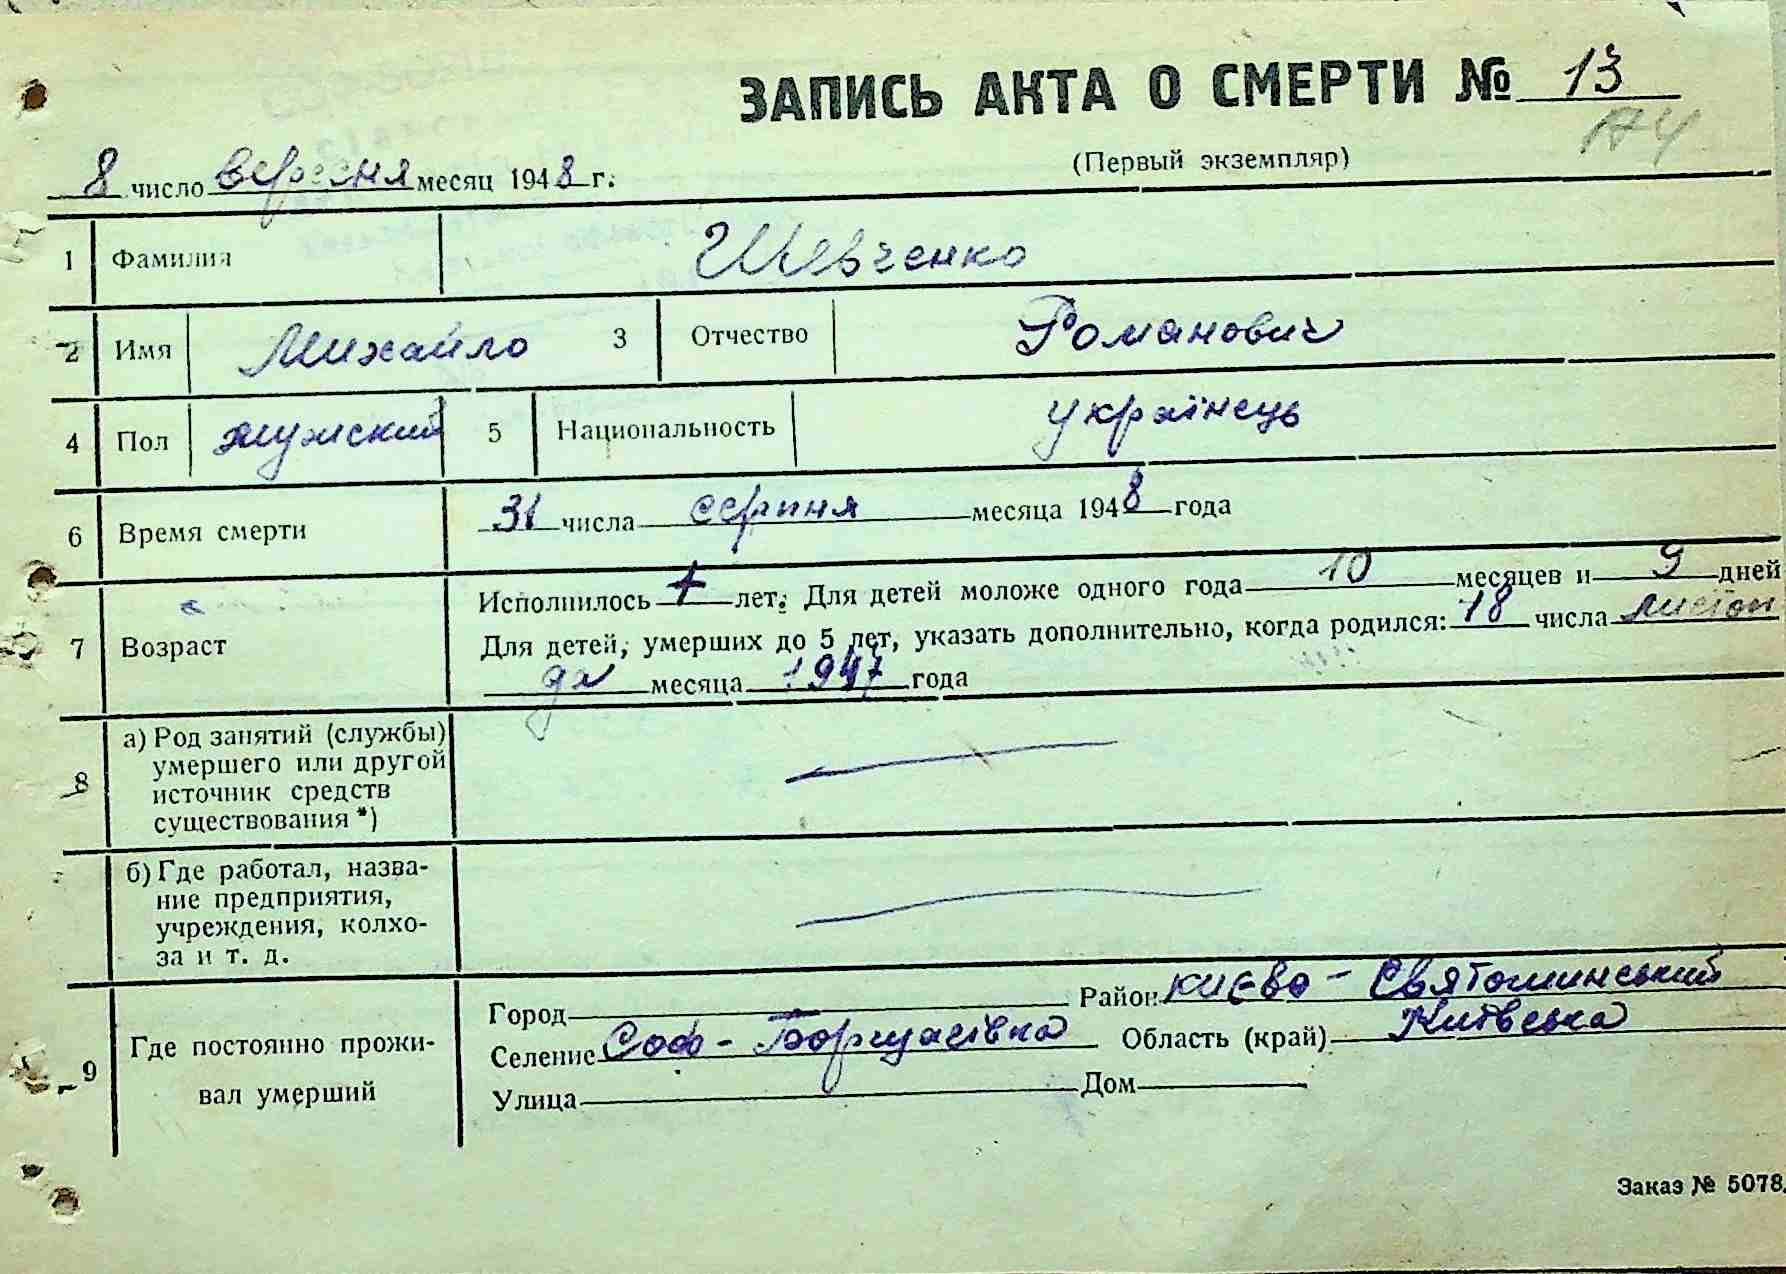 ЗАПИСЬ АКТА О СМЕРТИ № 13
174
8 число вересня месяц 1948 г.
(Первый экземпляр)
1 Фамилия Шевченко
2 Имя Михайло 3 Отчество Романович
4 Пол мужский 5 Национальность українець
6 Время смерти 31 числа серпня месяца 1948 года
7 Возраст
Исполнилось лет. Для детей моложе одного года 10 месяцев и 9 дней
Для детей, умерших до 5 лет, указать дополнительно, когда родился: 18 числа листопа
да месяца 1947 года
8 а) Род занятий (службы)
умершего или другой
источник средств
существования *)
б) Где работал, назва-
ние предприятия,
учреждения, колхо-
за и т. д.
9 Где постоянно прожи-
вал умерший
Город Район Києво-Святошинський
Селение Соф-Борщагівка Область (край) Київська
Улица Дом
Заказ № 5078.